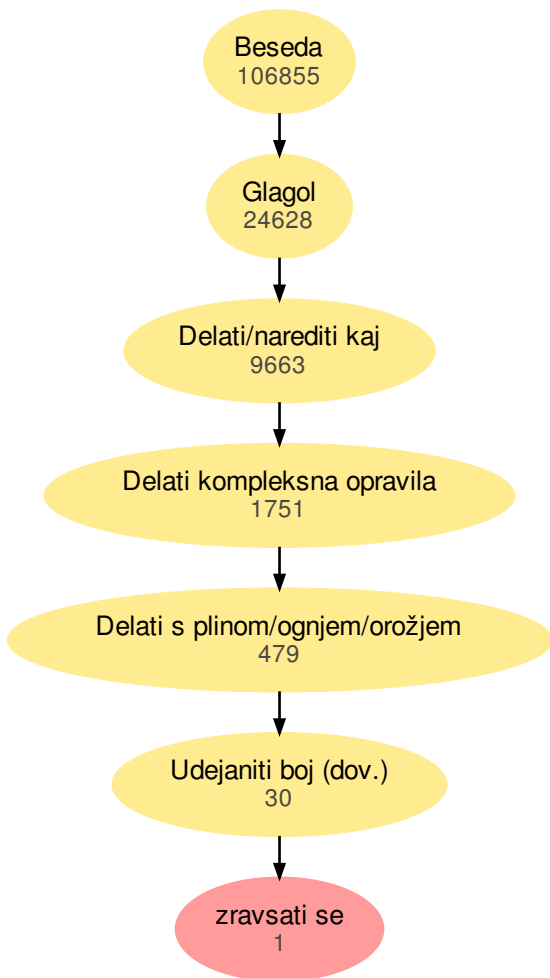 Beseda
106855
Glagol
24628
Delati/narediti kaj
9663
Delati kompleksna opravila
1751
Delati s plinom/ognjem/orožjem
479
Udejaniti boj (dov.)
30
zravsati se
1